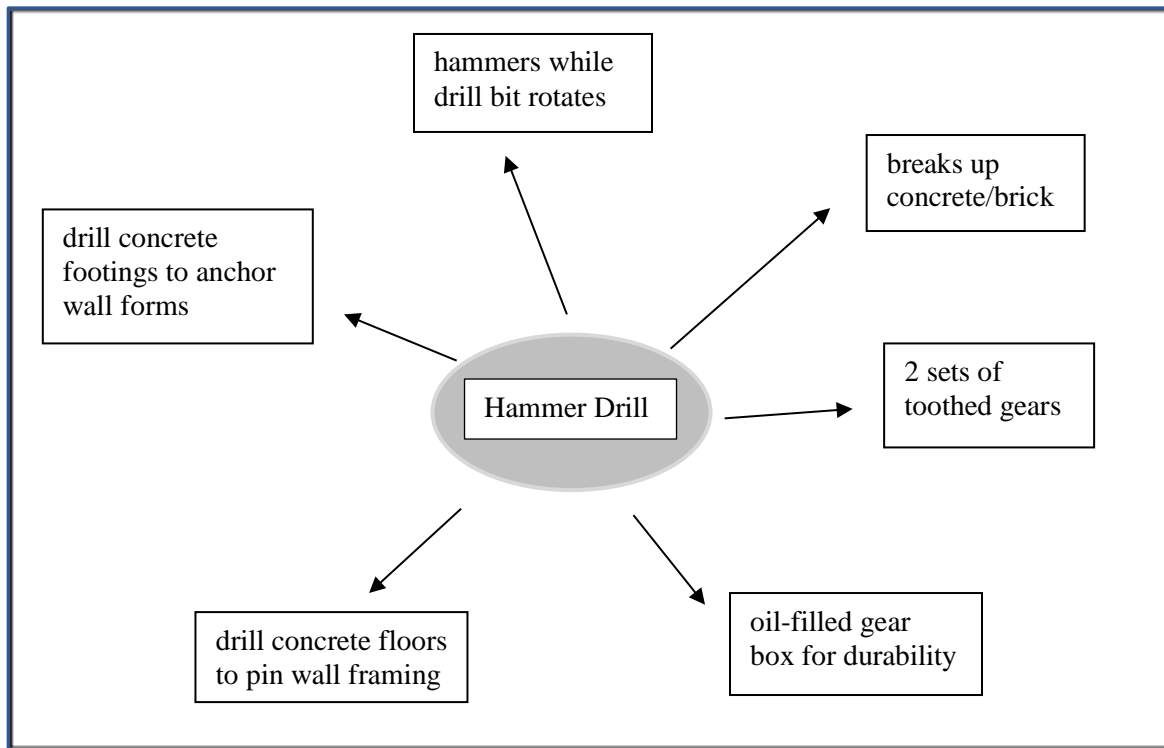 hammers while
drill bit rotates
breaks up
concrete/brick
drill concrete
footings to anchor
wall forms
2 sets of
toothed gears
Hammer Drill
oil-filled gear
box for durability
drill concrete floors
to pin wall framing